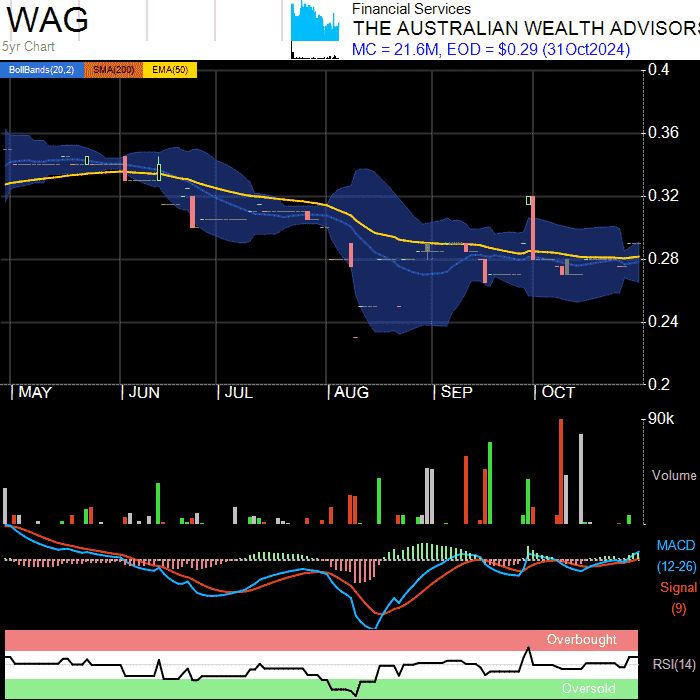 WAG
5yr Chart
Financial Services
THE AUSTRALIAN WEALTH ADVISORS
MC = 21.6M, EOD = $0.29 (31Oct2024)
BollBands(20,2) SMA(200) EMA(50)
0.4
0.36
0.32
0.28
0.24
0.2
MAY JUN JUL AUG SEP OCT
90k
Volume
MACD
(12-26)
Signal
(9)
Overbought
RSI(14)
Oversold